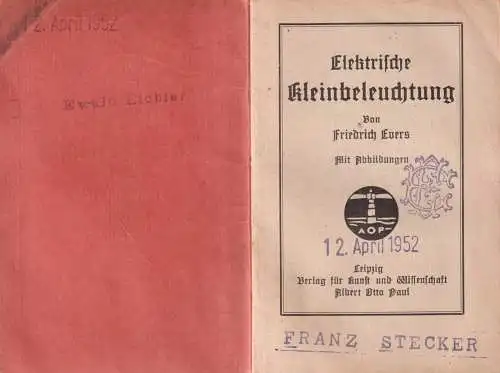 12. April 1952
Elektrische
Kleinbeleuchtung
Von
Friedrich Evers
Mit Abbildungen
AOP
12. April 1952
Leipzig
Verlag für Kunst und Wissenschaft
Albert Otto Paul
FRANZ STECKER